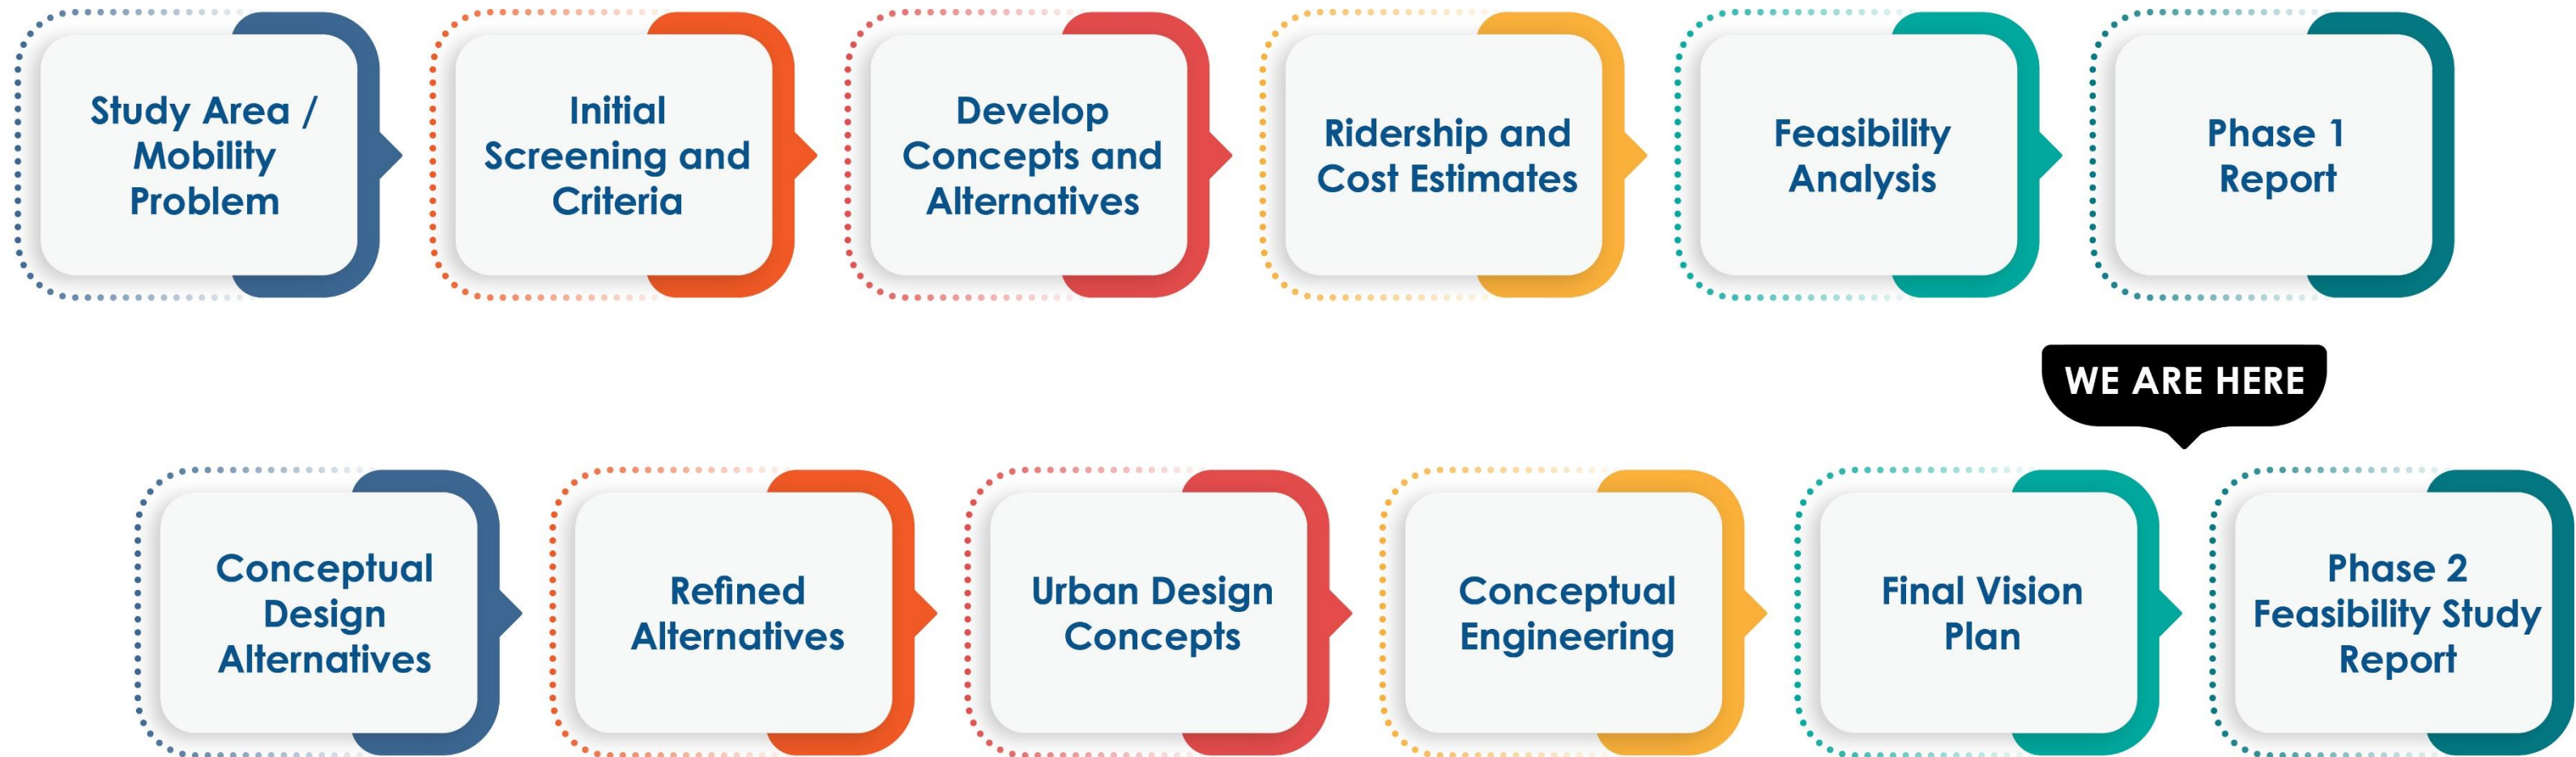 Study Area /
Mobility
Problem
Initial
Screening and
Criteria
Develop
Concepts and
Alternatives
Ridership and
Cost Estimates
Feasibility
Analysis
Phase 1
Report
WE ARE HERE
Conceptual
Design
Alternatives
Refined
Alternatives
Urban Design
Concepts
Conceptual
Engineering
Final Vision
Plan
Phase 2
Feasibility Study
Report